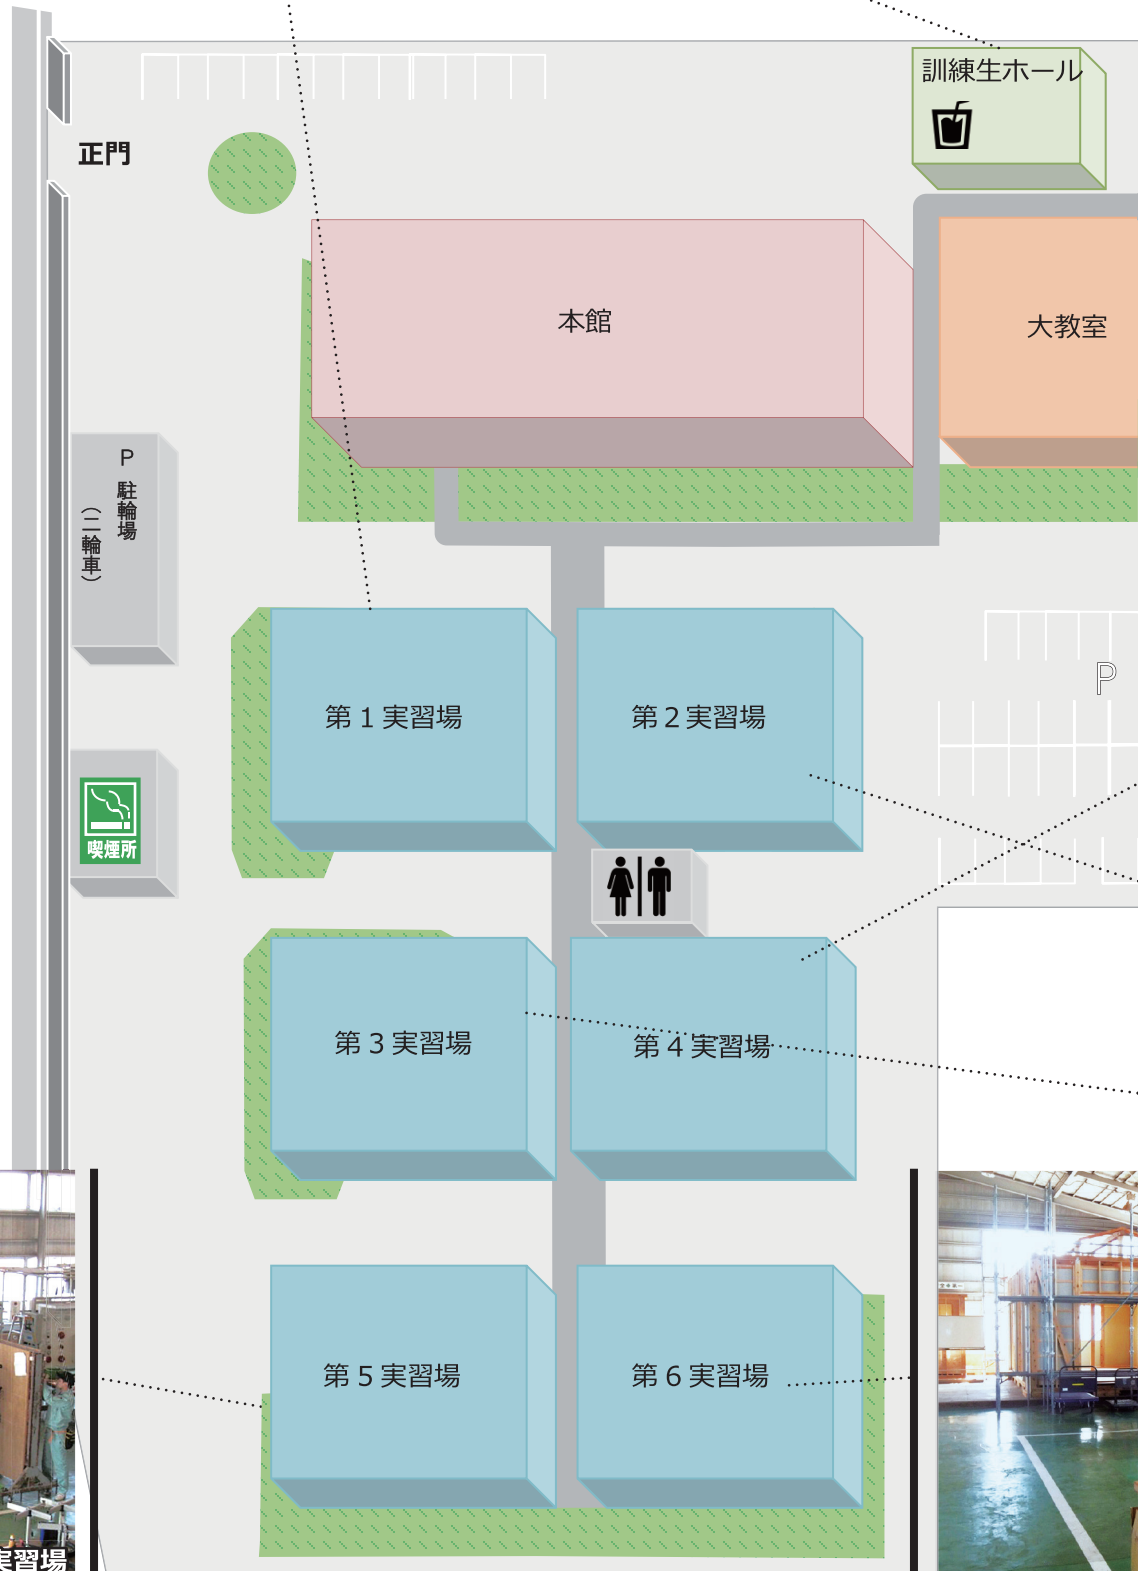 訓練生ホール
正門
本館
大教室
P 駐輪場
（二輪車）
第1実習場
第2実習場
P
喫煙所
第3実習場
第4実習場
第5実習場
第6実習場
実習場